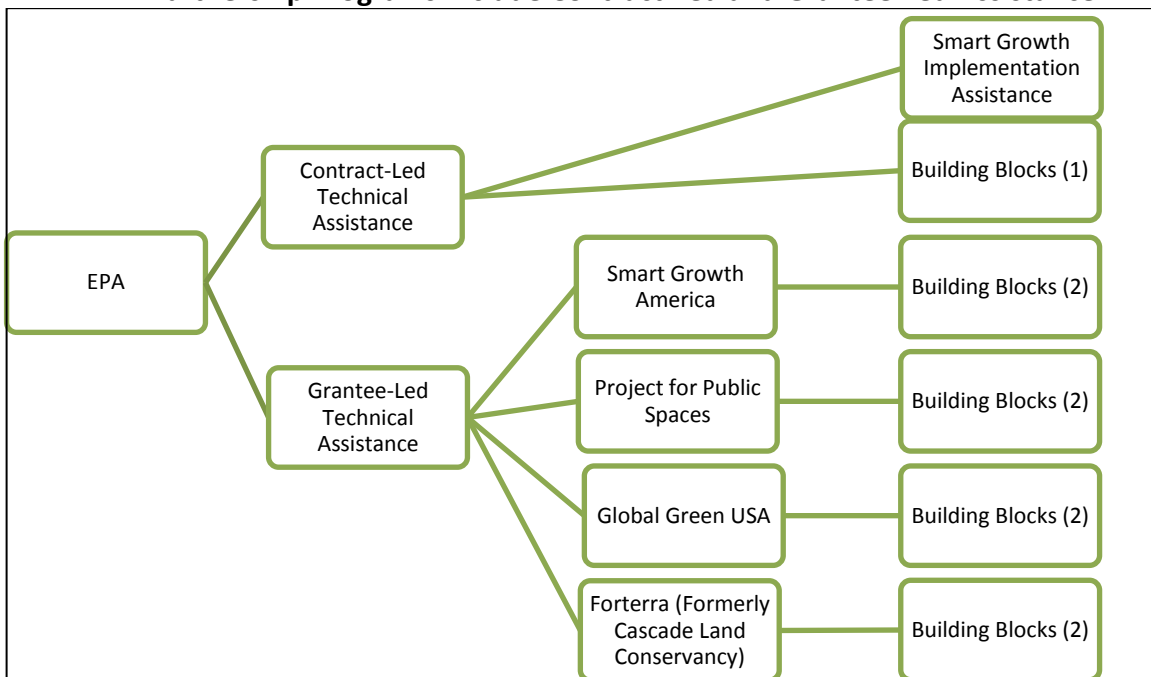 Smart Growth
Implementation
Assistance
Contract-Led
Technical
Assistance
Building Blocks (1)
EPA
Smart Growth
America
Building Blocks (2)
Grantee-Led
Technical
Assistance
Project for Public
Spaces
Building Blocks (2)
Global Green USA
Building Blocks (2)
Forterra (Formerly
Cascade Land
Conservancy)
Building Blocks (2)